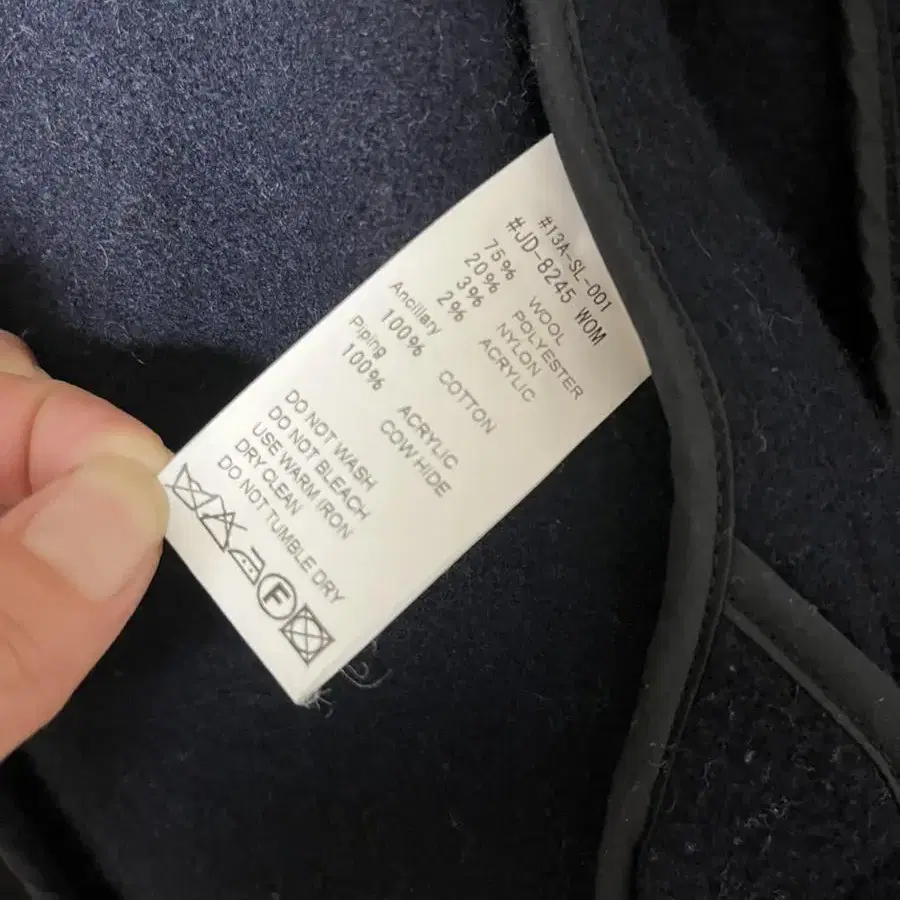 #13A-SL-001
#JD-8245 WOM
75% WOOL
20% POLYESTER
3% NYLON
2% ACRYLIC
Ancillary
100% COTTON
Piping
100% ACRYLIC
COW HIDE
DO NOT WASH
DO NOT BLEACH
USE WARM IRON
DRY CLEAN
DO NOT TUMBLE DRY
F